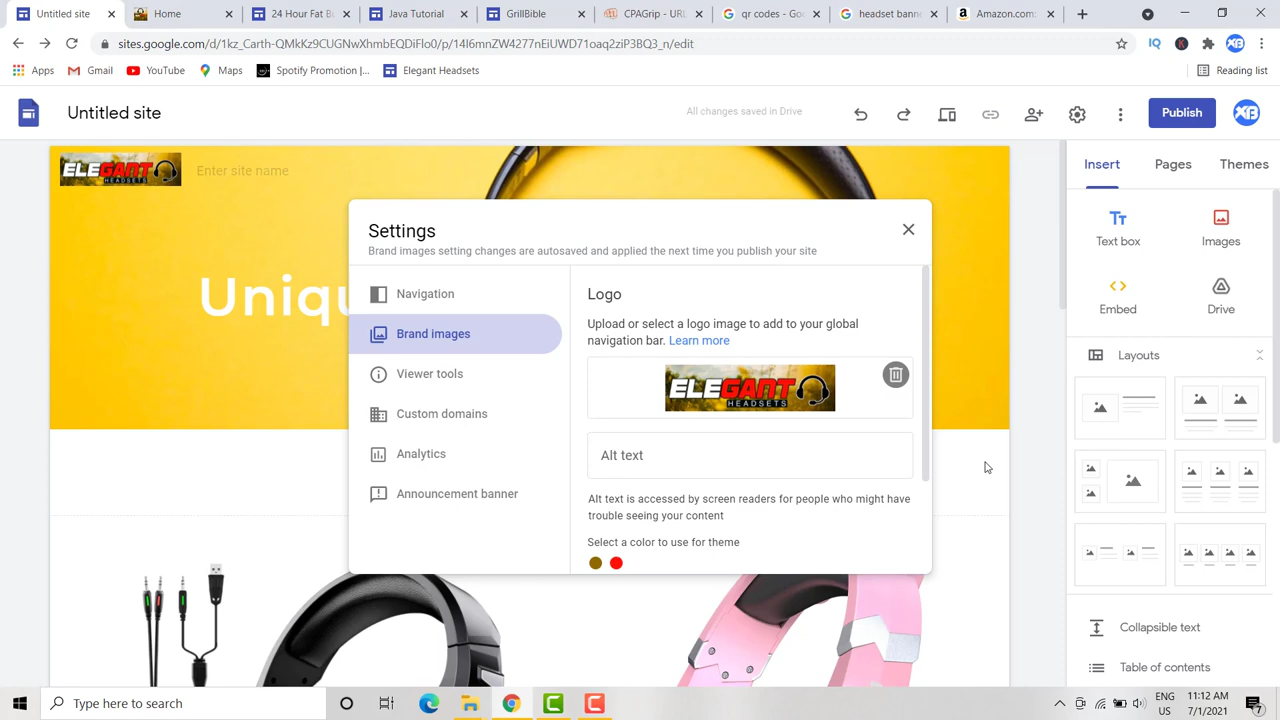 Untitled site
Home
24 Hour Fat Bu
Java Tutorial
GrillBible
CPAGrip - URL
qr codes - Goo
headset banne
Amazon.com:
sites.google.com/d/1kz_Carth-QMkKz9CUGNwXhmbEQDiFlo0/p/14I6mnZW4277nEiUWD71oaq2ziP3BQ3_n/edit
Apps
Gmail
YouTube
Maps
Spotify Promotion |...
Elegant Headsets
Reading list
Untitled site
All changes saved in Drive
Publish
XB
ELEGANT
HEADSETS
Enter site name
Insert
Pages
Themes
Uniqu
Settings
Brand images setting changes are autosaved and applied the next time you publish your site
Navigation
Brand images
Viewer tools
Custom domains
Analytics
Announcement banner
Logo
Upload or select a logo image to add to your global
navigation bar. Learn more
ELEGANT
HEADSETS
Alt text
Alt text is accessed by screen readers for people who might have
trouble seeing your content
Select a color to use for theme
Text box
Images
Embed
Drive
Layouts
Collapsible text
Table of contents
Type here to search
ENG
US
11:12 AM
7/1/2021
7